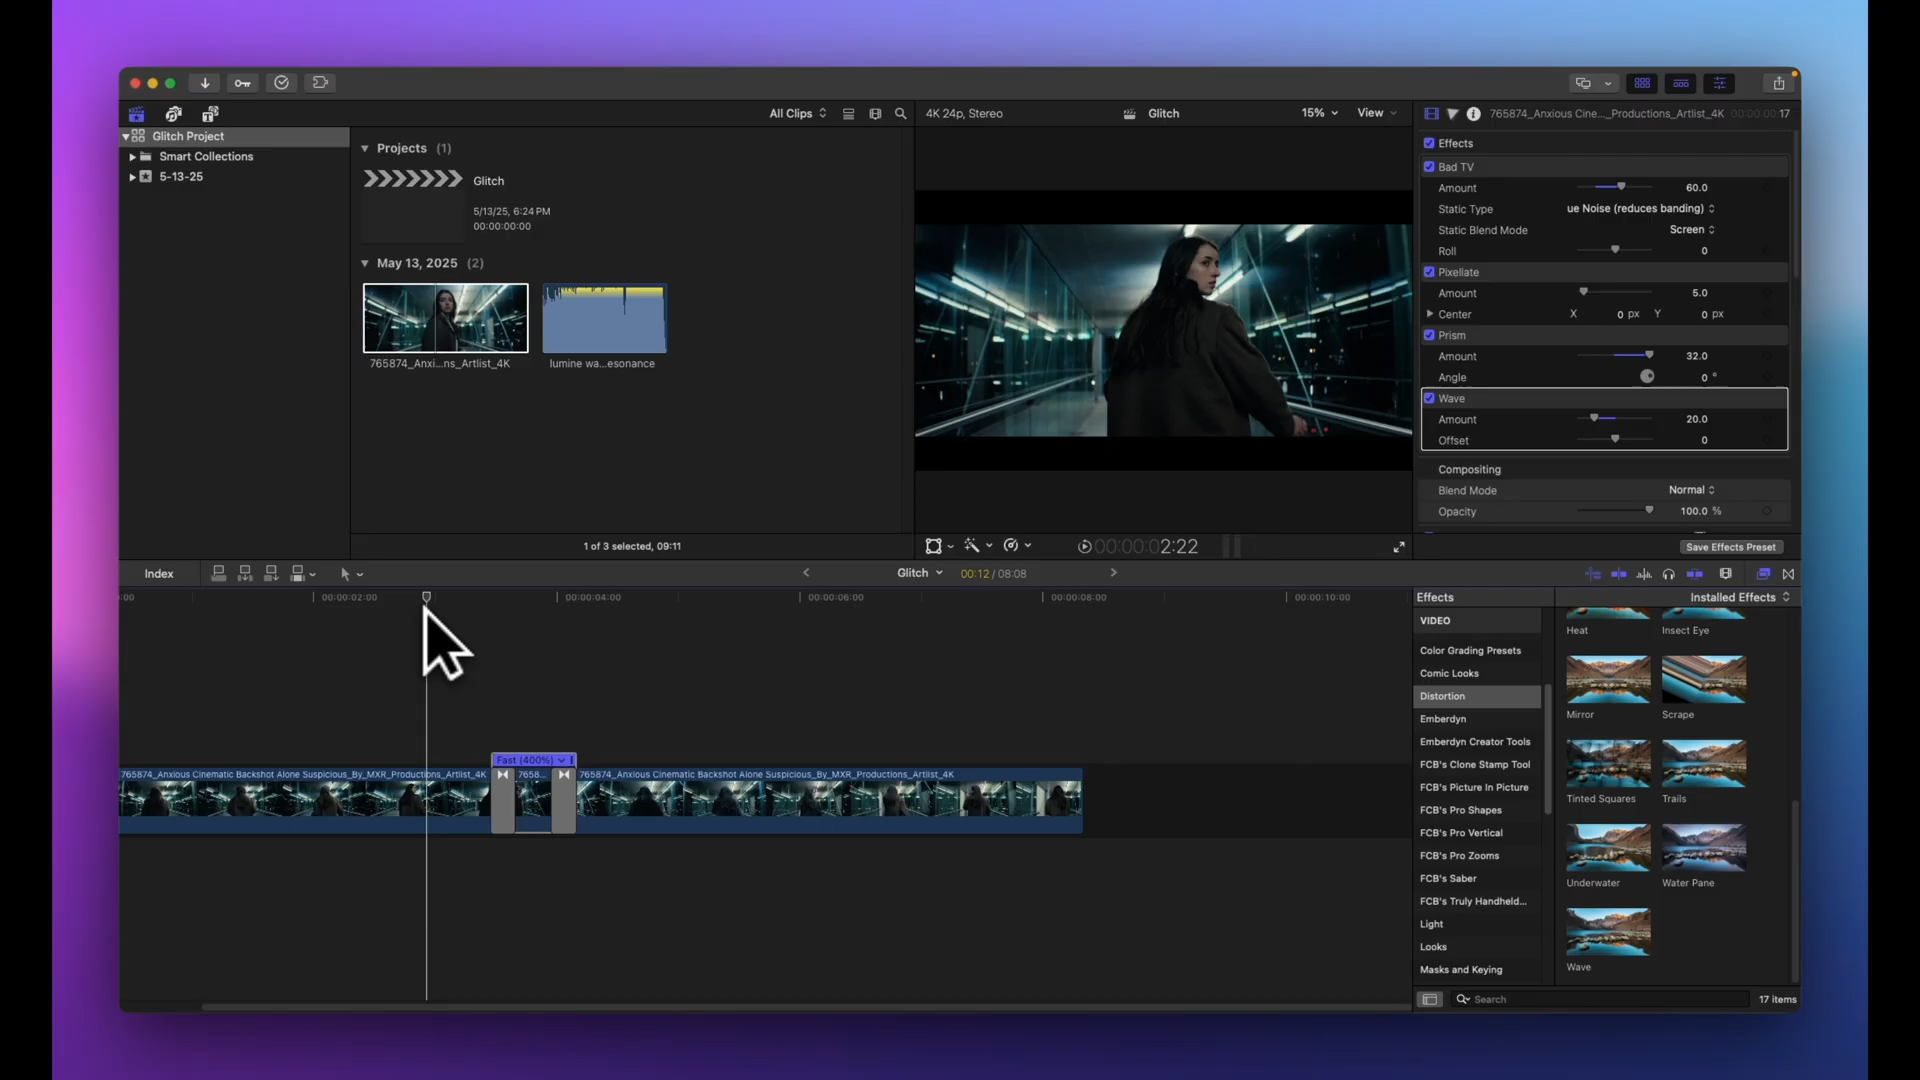 All Clips
4K 24p, Stereo
Glitch
15%
View
765874_Anxious Cine..._Productions_Artlist_4K
00:00:00:17
Glitch Project
Smart Collections
5-13-25
Projects (1)
Glitch
5/13/25, 6:24 PM
00:00:00:00
May 13, 2025 (2)
765874_Anxi...ns_Artlist_4K
lumine wa...esonance
1 of 3 selected, 09:11
00:00:02:22
Effects
Bad TV
Amount 60.0
Static Type ue Noise (reduces banding)
Static Blend Mode Screen
Roll 0
Pixellate
Amount 5.0
Center X 0 px Y 0 px
Prism
Amount 32.0
Angle 0 °
Wave
Amount 20.0
Offset 0
Compositing
Blend Mode Normal
Opacity 100.0 %
Save Effects Preset
Index
Glitch
00:12 / 08:08
:00
00:00:02:00
00:00:04:00
00:00:06:00
00:00:08:00
00:00:10:00
Fast (400%)
765874_Anxious Cinematic Backshot Alone Suspicious_By_MXR_Productions_Artlist_4K
7658...
765874_Anxious Cinematic Backshot Alone Suspicious_By_MXR_Productions_Artlist_4K
Effects
Installed Effects
VIDEO
Color Grading Presets
Comic Looks
Distortion
Emberdyn
Emberdyn Creator Tools
FCB's Clone Stamp Tool
FCB's Picture In Picture
FCB's Pro Shapes
FCB's Pro Vertical
FCB's Pro Zooms
FCB's Saber
FCB's Truly Handheld...
Light
Looks
Masks and Keying
Heat
Insect Eye
Mirror
Scrape
Tinted Squares
Trails
Underwater
Water Pane
Wave
Search
17 items